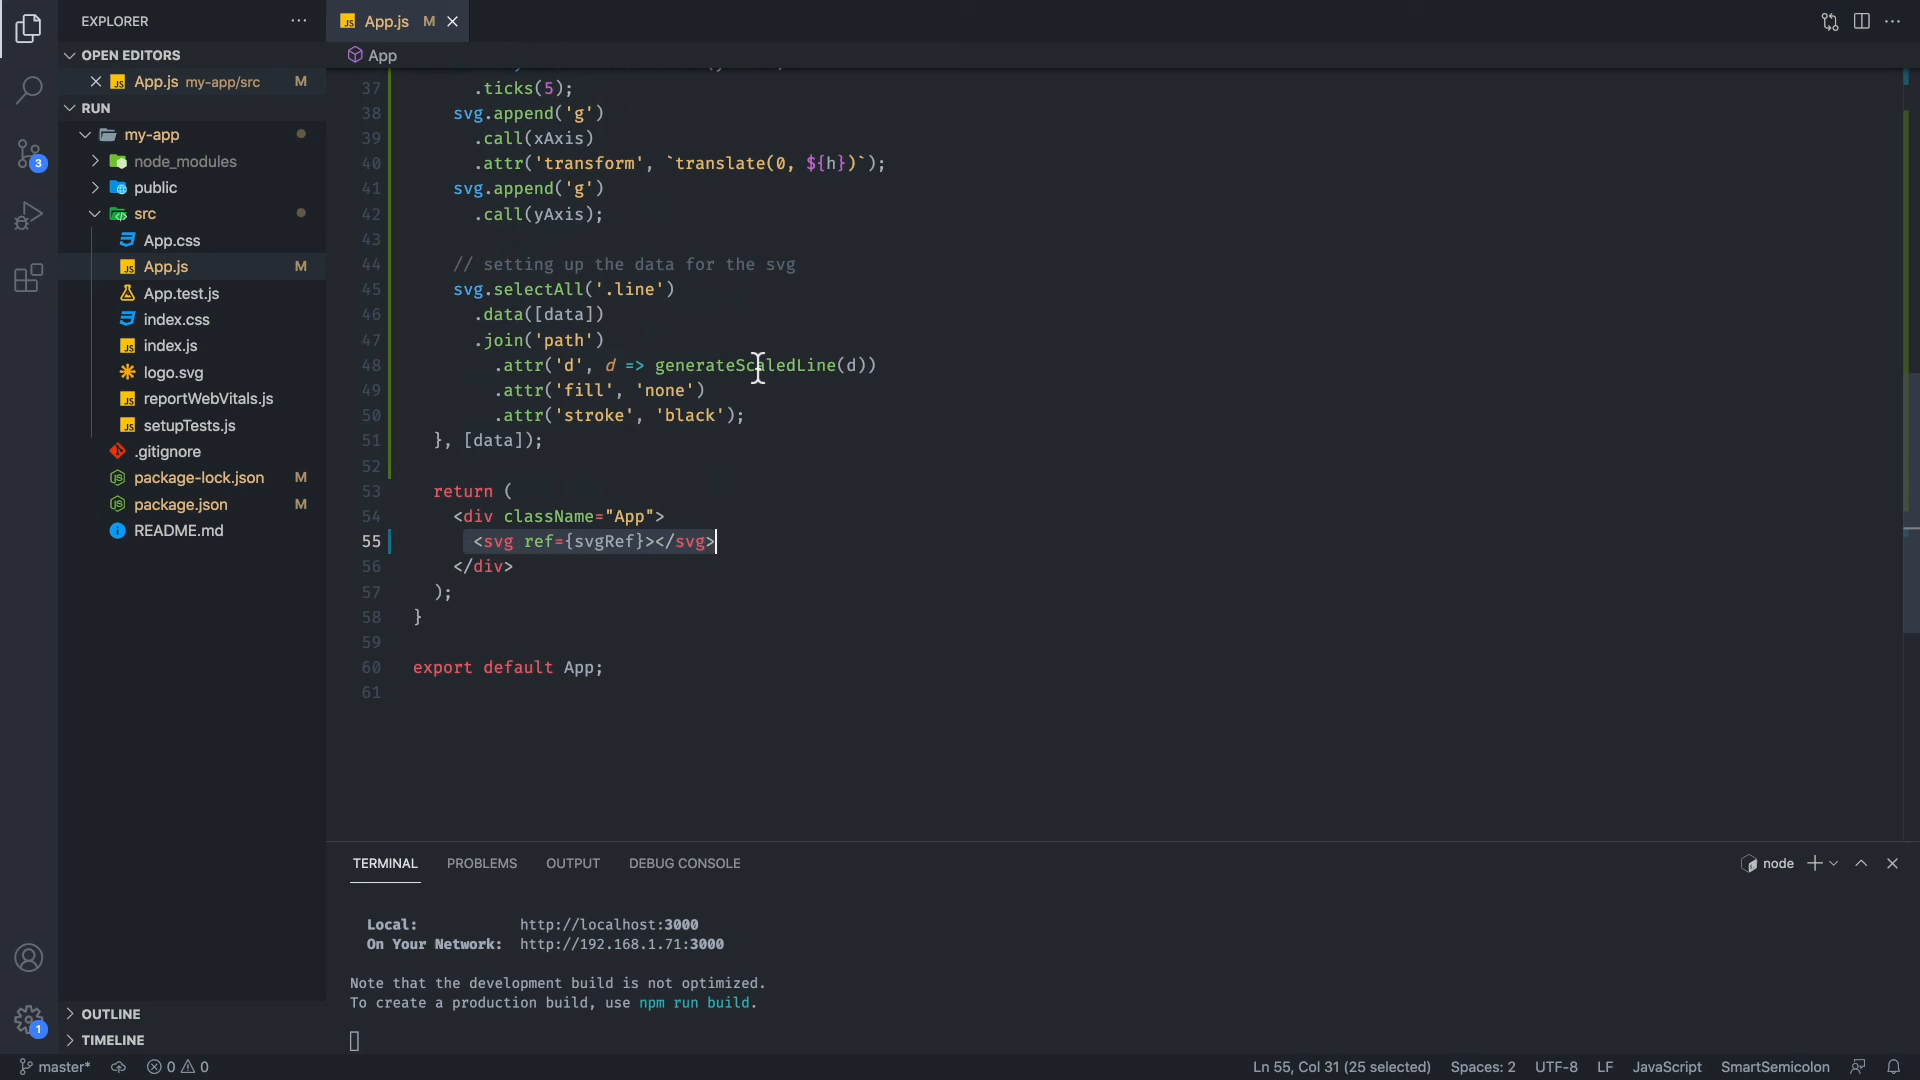 EXPLORER
App.js M
OPEN EDITORS
App
App.js my-app/src M
RUN
my-app
node_modules
public
src
App.css
App.js M
App.test.js
index.css
index.js
logo.svg
reportWebVitals.js
setupTests.js
.gitignore
package-lock.json M
package.json M
README.md
OUTLINE
TIMELINE
3
1
37 .ticks(5);
38 svg.append('g')
39 .call(xAxis)
40 .attr('transform', `translate(0, ${h})`);
41 svg.append('g')
42 .call(yAxis);
43
44 // setting up the data for the svg
45 svg.selectAll('.line')
46 .data([data])
47 .join('path')
48 .attr('d', d => generateScaledLine(d))
49 .attr('fill', 'none')
50 .attr('stroke', 'black');
51 }, [data]);
52
53 return (
54 <div className="App">
55 <svg ref={svgRef}></svg>
56 </div>
57 );
58 }
59
60 export default App;
61
TERMINAL PROBLEMS OUTPUT DEBUG CONSOLE
node
Local: http://localhost:3000
On Your Network: http://192.168.1.71:3000
Note that the development build is not optimized.
To create a production build, use npm run build.
master* 0 0 Ln 55, Col 31 (25 selected) Spaces: 2 UTF-8 LF JavaScript SmartSemicolon